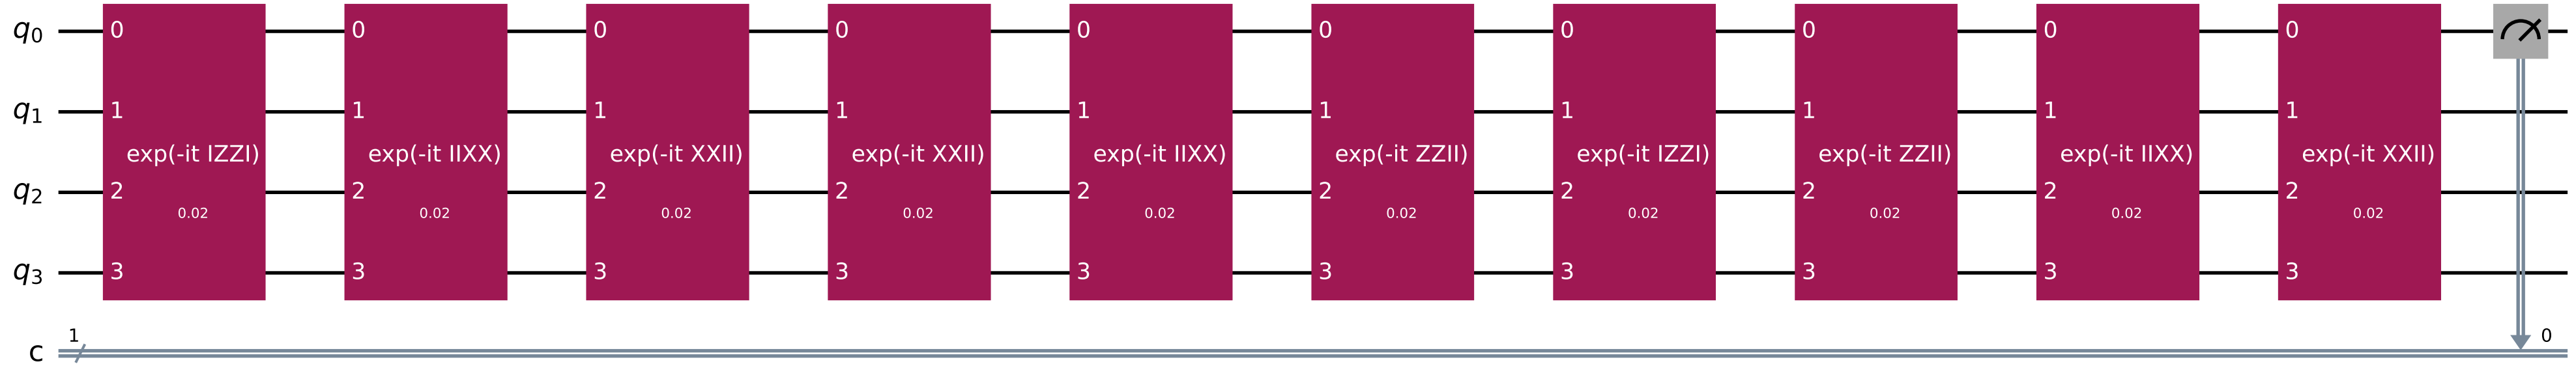 q0 0 0 0 0 0 0 0 0 0 0
q1 1 1 1 1 1 1 1 1 1 1
exp(-it IZZI) exp(-it IIXX) exp(-it XXII) exp(-it XXII) exp(-it IIXX) exp(-it ZZII) exp(-it IZZI) exp(-it ZZII) exp(-it IIXX) exp(-it XXII)
q2 2 2 2 2 2 2 2 2 2 2
0.02 0.02 0.02 0.02 0.02 0.02 0.02 0.02 0.02 0.02
q3 3 3 3 3 3 3 3 3 3 3
1 0
c